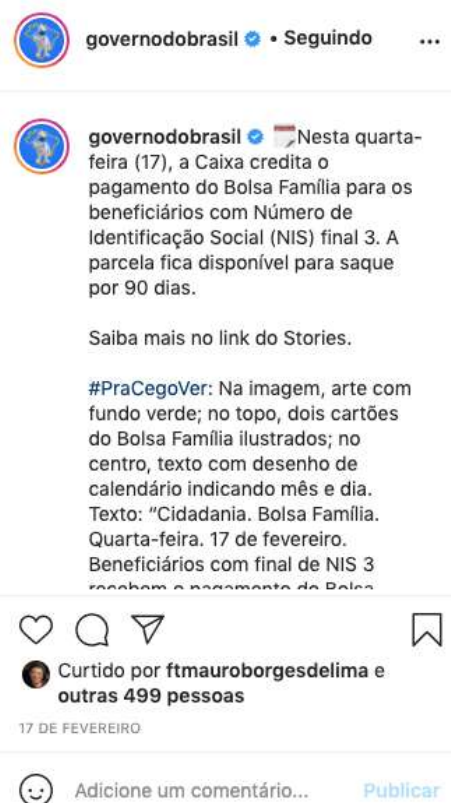 governodobrasil • Seguindo
governodobrasil Nesta quarta-
feira (17), a Caixa credita o
pagamento do Bolsa Família para os
beneficiários com Número de
Identificação Social (NIS) final 3. A
parcela fica disponível para saque
por 90 dias.
Saiba mais no link do Stories.
#PraCegoVer: Na imagem, arte com
fundo verde; no topo, dois cartões
do Bolsa Família ilustrados; no
centro, texto com desenho de
calendário indicando mês e dia.
Texto: “Cidadania. Bolsa Família.
Quarta-feira. 17 de fevereiro.
Beneficiários com final de NIS 3
recebem o pagamento do Bolsa
Curtido por ftmauroborgesdelima e
outras 499 pessoas
17 DE FEVEREIRO
Adicione um comentário... Publicar